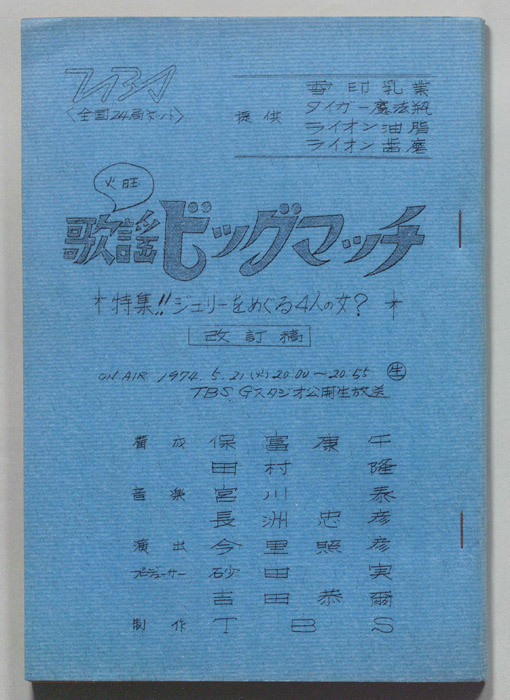 TBS
〈全国24局ネット〉
提供
雪印乳業
タイガー魔法瓶
ライオン油脂
ライオン歯磨
火旺
歌謡ビッグマッチ
特集!!ジュリーをめぐる4人の女?
改訂稿
ON AIR 1974. 5. 21 (火) 20:00〜20:55 生
TBS Gスタジオ公開生放送
構成 保富康午
田村 隆
音楽 宮川 泰
長洲忠彦
演出 今里照彦
プロデューサー 砂田 実
吉田恭爾
制作 TBS